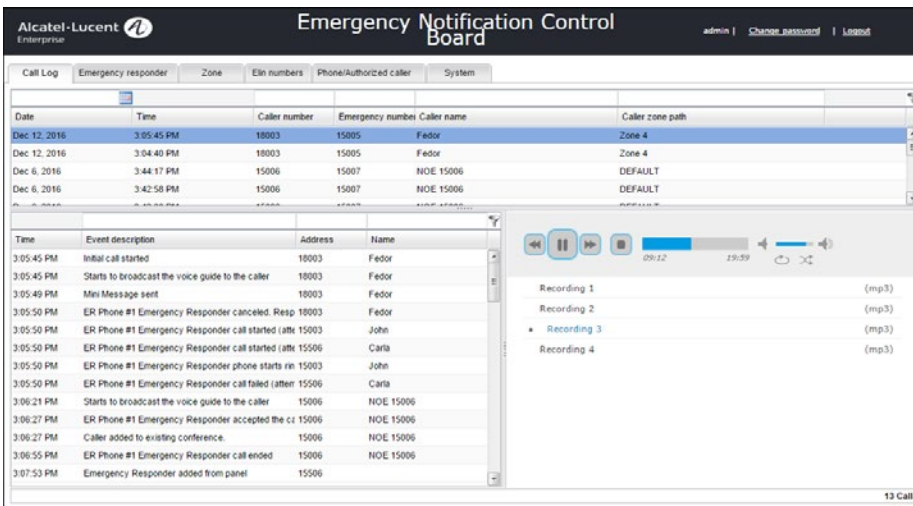 Alcatel·Lucent
Enterprise
Emergency Notification Control
Board
admin | Change password | Logout
Call Log Emergency responder Zone Elin numbers Phone/Authorized caller System
Date Time Caller number Emergency number Caller name Caller zone path
Dec 12, 2016 3:05:45 PM 18003 15005 Fedor Zone 4
Dec 12, 2016 3:04:40 PM 18003 15005 Fedor Zone 4
Dec 6, 2016 3:44:17 PM 15006 15007 NOE 15006 DEFAULT
Dec 6, 2016 3:42:58 PM 15006 15007 NOE 15006 DEFAULT
Time Event description Address Name
3:05:45 PM Initial call started 18003 Fedor
3:05:45 PM Starts to broadcast the voice guide to the caller 18003 Fedor
3:05:49 PM Mini Message sent 18003 Fedor
3:05:50 PM ER Phone #1 Emergency Responder canceled. Resp 18003 Fedor
3:05:50 PM ER Phone #1 Emergency Responder call started (atte 15003 John
3:05:50 PM ER Phone #1 Emergency Responder call started (atte 15506 Carla
3:05:50 PM ER Phone #1 Emergency Responder phone starts rin 15003 John
3:05:50 PM ER Phone #1 Emergency Responder call failed (attem 15506 Carla
3:06:21 PM Starts to broadcast the voice guide to the caller 15006 NOE 15006
3:06:27 PM ER Phone #1 Emergency Responder accepted the ca 15006 NOE 15006
3:06:27 PM Caller added to existing conference. 15006 NOE 15006
3:06:55 PM ER Phone #1 Emergency Responder call ended 15006 NOE 15006
3:07:53 PM Emergency Responder added from panel 15506
09:12 19:59
Recording 1 (mp3)
Recording 2 (mp3)
Recording 3 (mp3)
Recording 4 (mp3)
13 Call